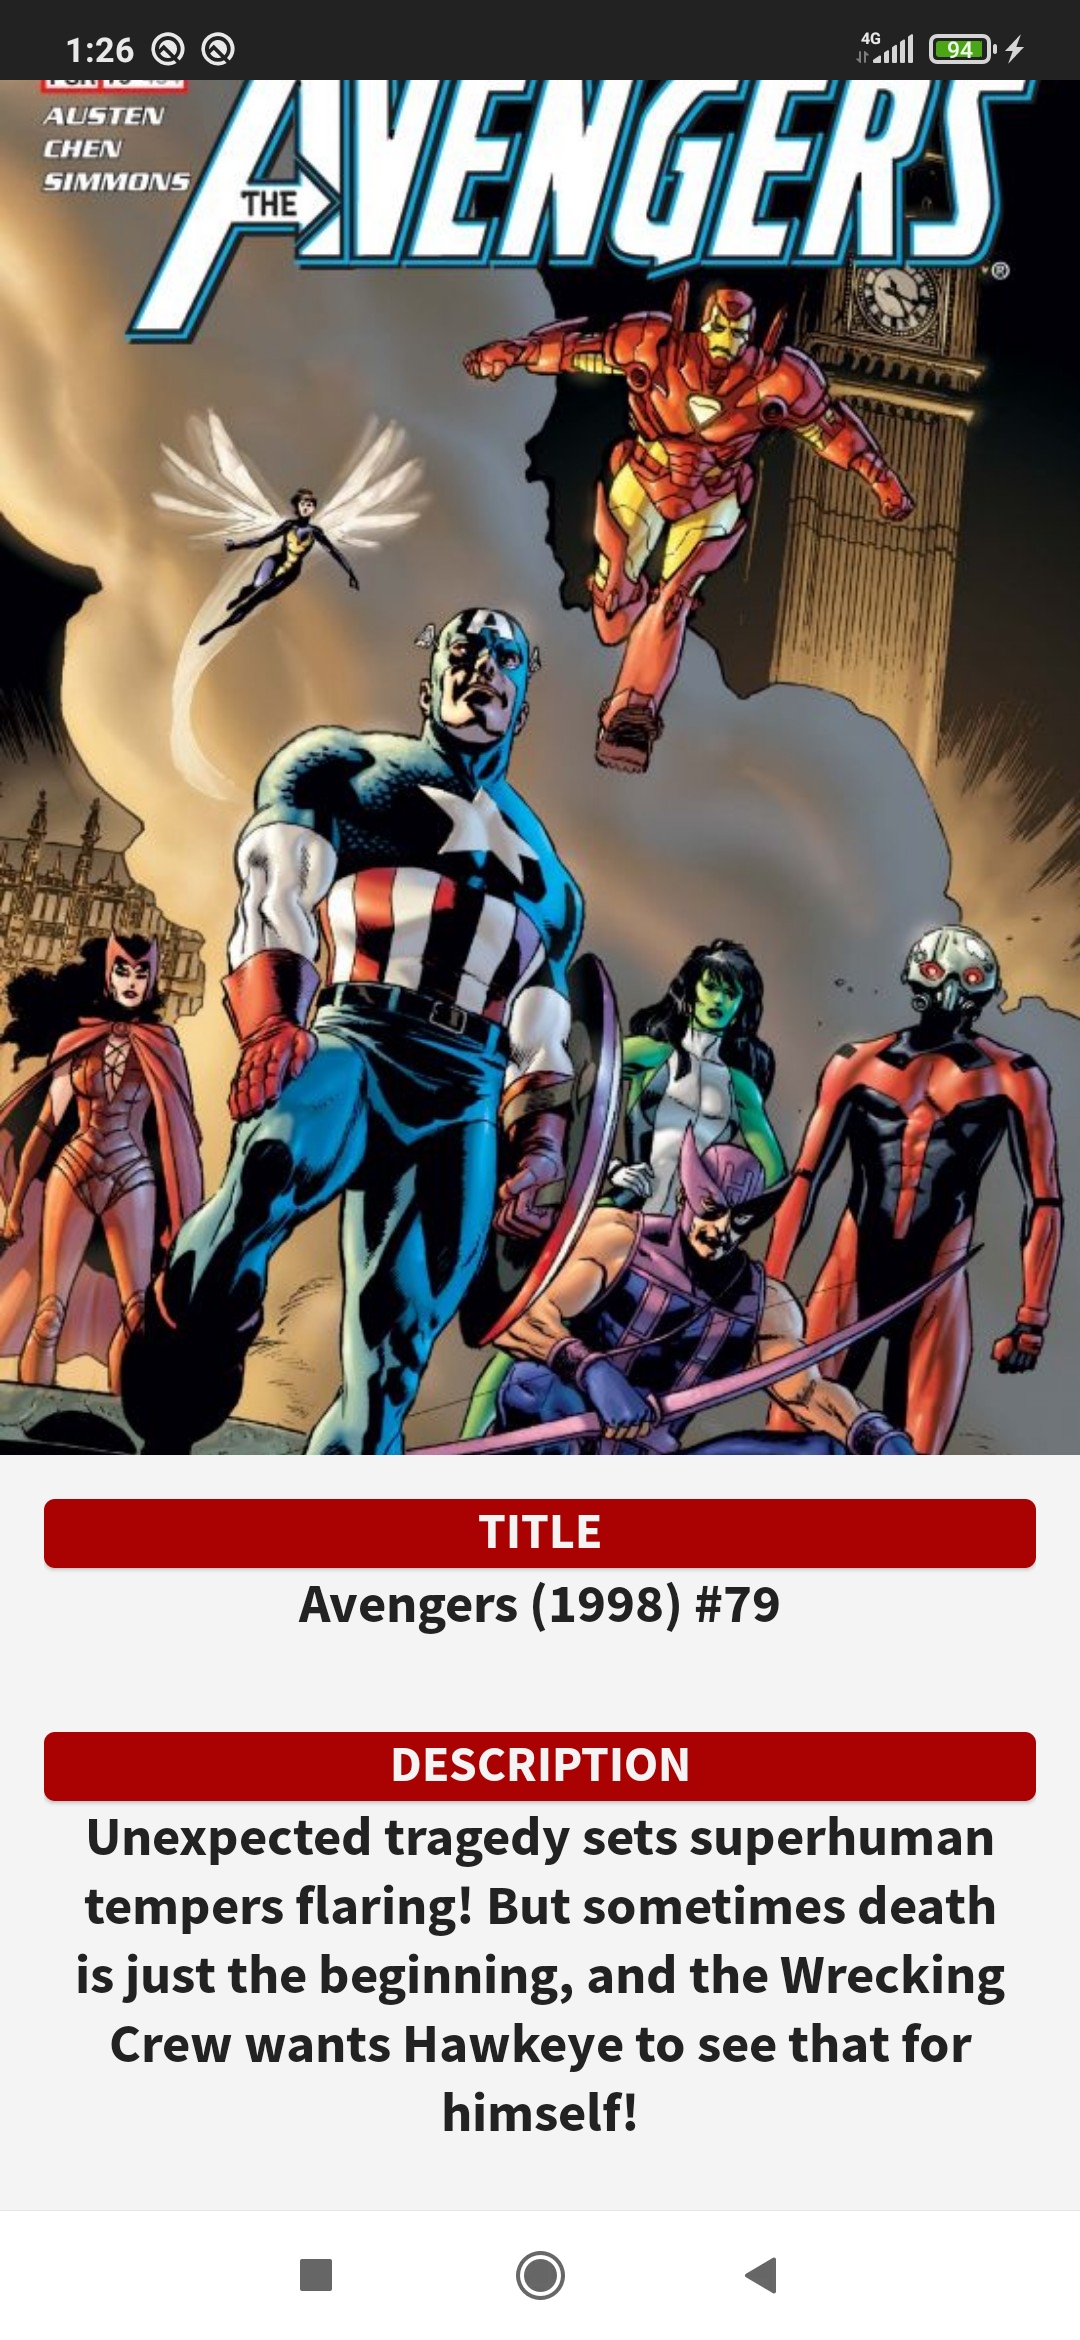 1:26
4G
94
AUSTEN
CHEN
SIMMONS
THE
AVENGERS
®
A
TITLE
Avengers (1998) #79
DESCRIPTION
Unexpected tragedy sets superhuman
tempers flaring! But sometimes death
is just the beginning, and the Wrecking
Crew wants Hawkeye to see that for
himself!